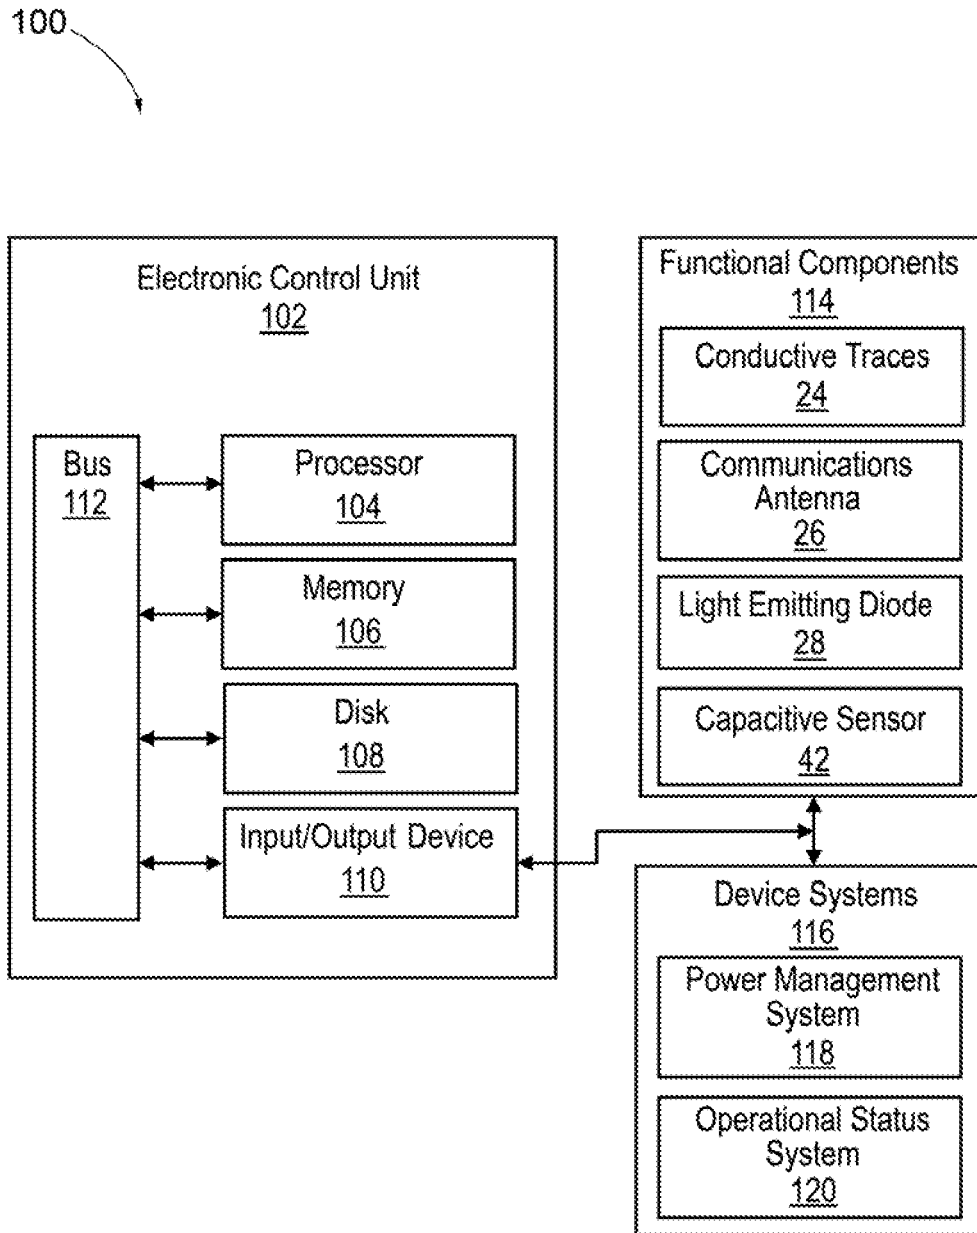 100
Electronic Control Unit
102
Bus
112
Processor
104
Memory
106
Disk
108
Input/Output Device
110
Functional Components
114
Conductive Traces
24
Communications
Antenna
26
Light Emitting Diode
28
Capacitive Sensor
42
Device Systems
116
Power Management
System
118
Operational Status
System
120